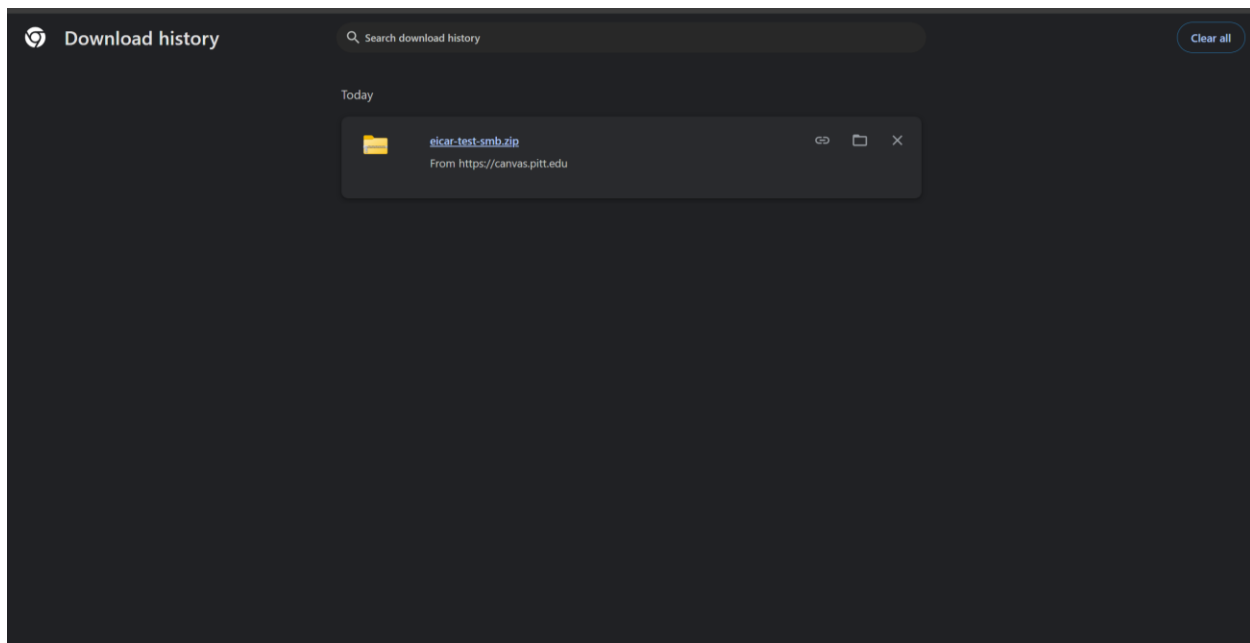 Download history
Search download history
Clear all
Today
eicar-test-smb.zip
From https://canvas.pitt.edu